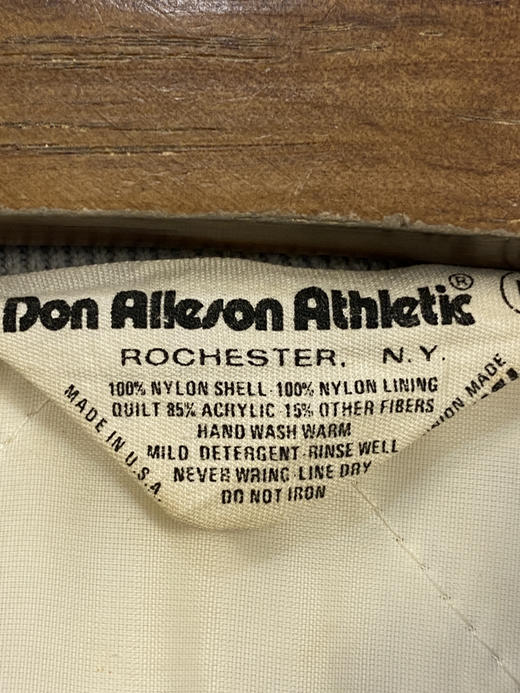 Don Alleson Athletic®
ROCHESTER, N.Y.
100% NYLON SHELL·100% NYLON LINING
QUILT 85% ACRYLIC·15% OTHER FIBERS
HAND WASH WARM
MILD DETERGENT·RINSE WELL
NEVER WRING·LINE DRY
DO NOT IRON
MADE IN U.S.A.
MADE